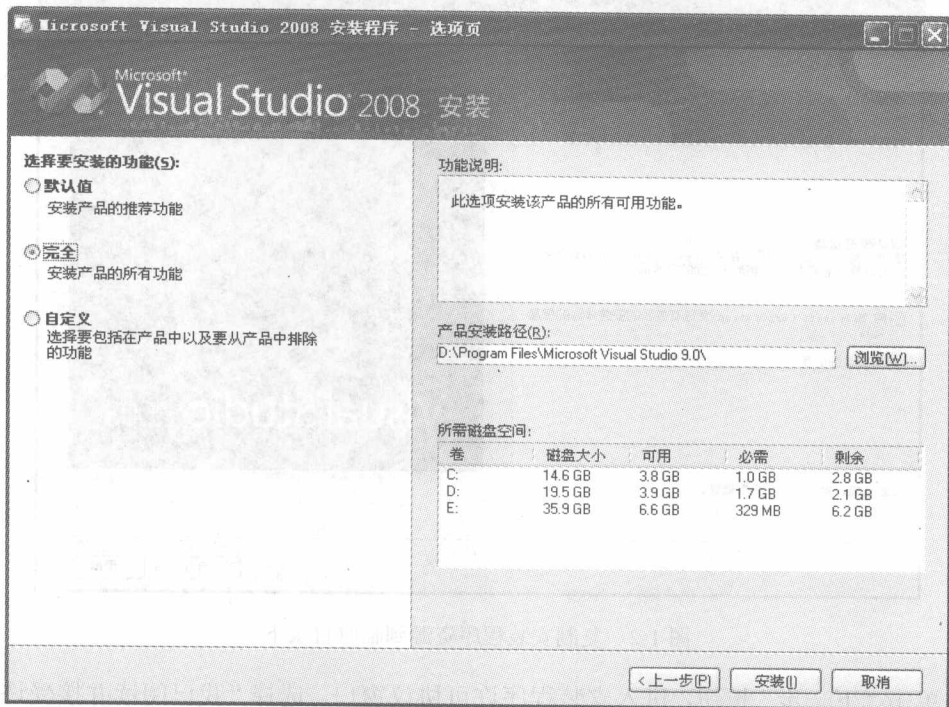 Microsoft Visual Studio 2008 安装程序 - 选项页
Microsoft®
Visual Studio® 2008 安装
选择要安装的功能(S):
默认值
安装产品的推荐功能
完全
安装产品的所有功能
自定义
选择要包括在产品中以及要从产品中排除
的功能
功能说明:
此选项安装该产品的所有可用功能。
产品安装路径(R):
D:\Program Files\Microsoft Visual Studio 9.0\
浏览(W)...
所需磁盘空间:
卷 磁盘大小 可用 必需 剩余
C: 14.6 GB 3.8 GB 1.0 GB 2.8 GB
D: 19.5 GB 3.9 GB 1.7 GB 2.1 GB
E: 35.9 GB 6.6 GB 329 MB 6.2 GB
<上一步(P) 安装(I) 取消